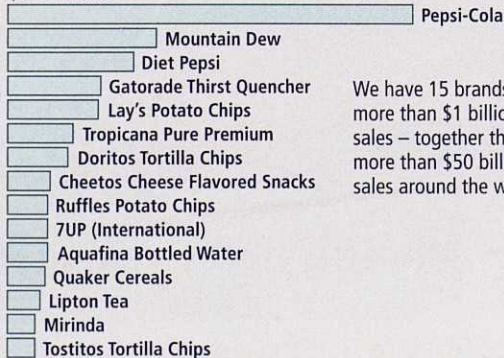 Pepsi-Cola
Mountain Dew
Diet Pepsi
Gatorade Thirst Quencher
Lay's Potato Chips
Tropicana Pure Premium
Doritos Tortilla Chips
Cheetos Cheese Flavored Snacks
Ruffles Potato Chips
7UP (International)
Aquafina Bottled Water
Quaker Cereals
Lipton Tea
Mirinda
Tostitos Tortilla Chips
We have 15 brands
more than $1 billio
sales – together th
more than $50 bill
sales around the w